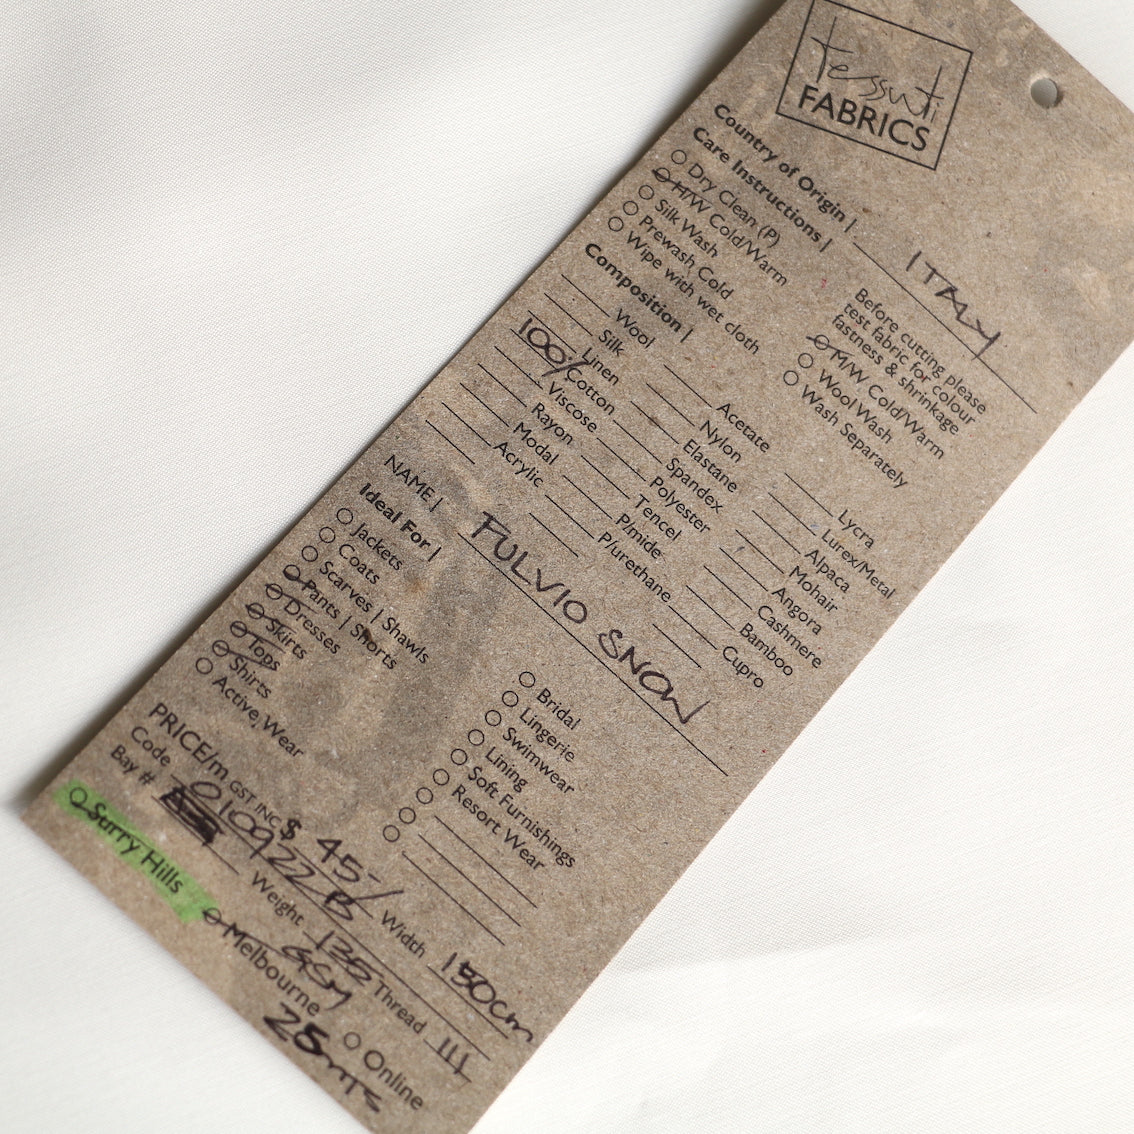 Tessuti
FABRICS
Country of Origin | ITALY
Care Instructions |
Dry Clean (P)
H/W Cold/Warm
Silk Wash
Prewash Cold
Wipe with wet cloth
Before cutting please
test fabric for colour
fastness & shrinkage
M/W Cold/Warm
Wool Wash
Wash Separately
Composition |
Wool
Silk
Linen
100% Cotton
Viscose
Rayon
Modal
Acrylic
Acetate
Nylon
Elastane
Spandex
Polyester
Tencel
P/mide
P/urethane
Lycra
Lurex/Metal
Alpaca
Mohair
Angora
Cashmere
Bamboo
Cupro
NAME | FULVIO SNOW
Ideal For |
Jackets
Coats
Scarves | Shawls
Pants | Shorts
Dresses
Skirts
Tops
Shirts
Active Wear
Bridal
Lingerie
Swimwear
Lining
Soft Furnishings
Resort Wear
PRICE/m GST INC $ 45-/
Code 0110922 B Width 150cm
Bay # Weight 135 GSM Thread 111
Surry Hills Melbourne Online
25mts